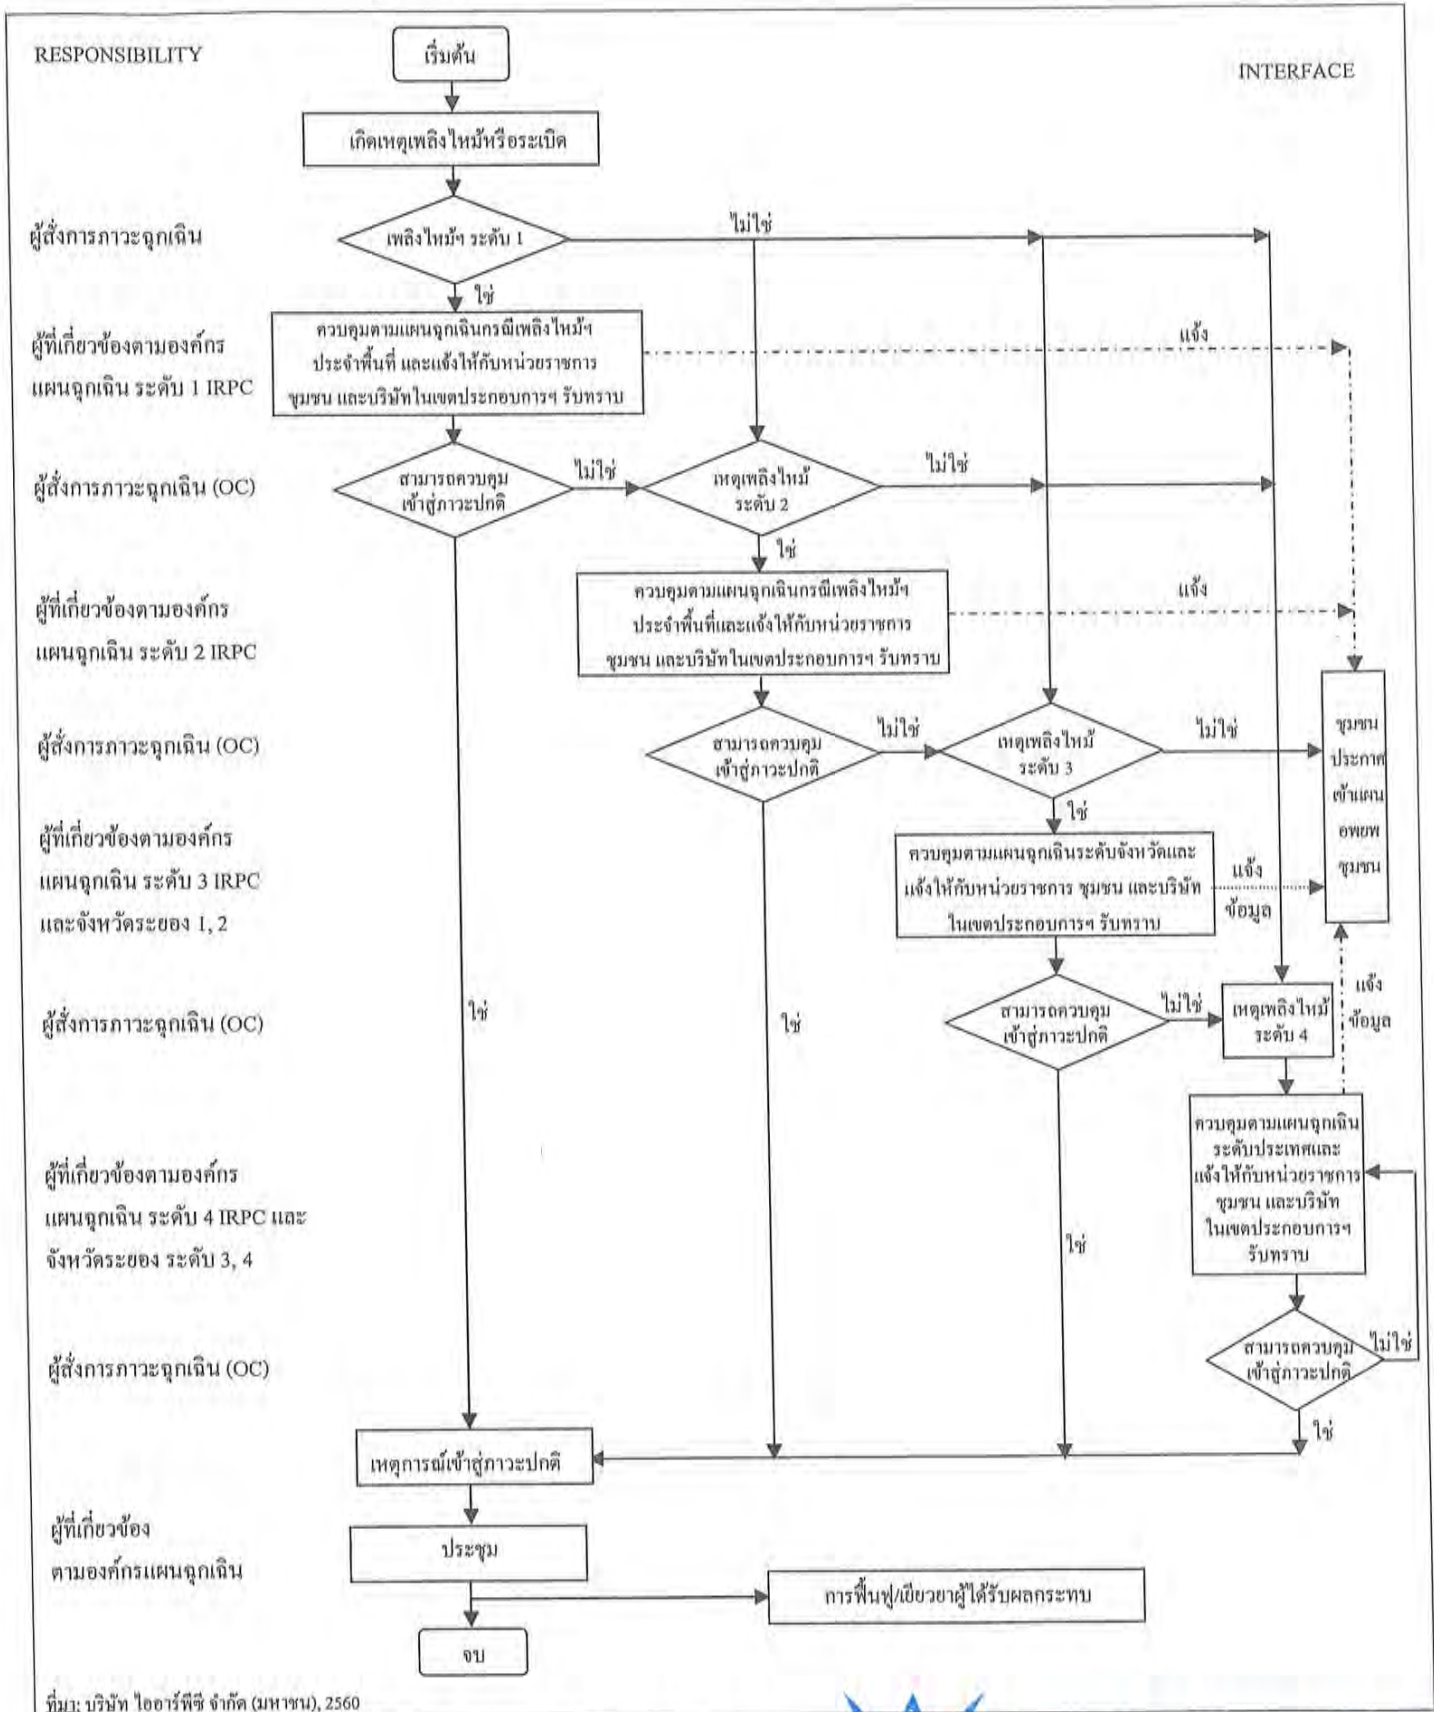 RESPONSIBILITY
เริ่มต้น
INTERFACE
เกิดเหตุเพลิงไหม้หรือระเบิด
ผู้สั่งการภาวะฉุกเฉิน
เพลิงไหม้ฯ ระดับ 1
ไม่ใช่
ใช่
ผู้ที่เกี่ยวข้องตามองค์กร
แผนฉุกเฉิน ระดับ 1 IRPC
ควบคุมตามแผนฉุกเฉินกรณีเพลิงไหม้ฯ
ประจำพื้นที่ และแจ้งให้กับหน่วยราชการ
ชุมชน และบริษัทในเขตประกอบการฯ รับทราบ
แจ้ง
ผู้สั่งการภาวะฉุกเฉิน (OC)
สามารถควบคุม
เข้าสู่ภาวะปกติ
ไม่ใช่
เหตุเพลิงไหม้
ระดับ 2
ไม่ใช่
ใช่
ผู้ที่เกี่ยวข้องตามองค์กร
แผนฉุกเฉิน ระดับ 2 IRPC
ควบคุมตามแผนฉุกเฉินกรณีเพลิงไหม้ฯ
ประจำพื้นที่และแจ้งให้กับหน่วยราชการ
ชุมชน และบริษัทในเขตประกอบการฯ รับทราบ
แจ้ง
ผู้สั่งการภาวะฉุกเฉิน (OC)
สามารถควบคุม
เข้าสู่ภาวะปกติ
ไม่ใช่
เหตุเพลิงไหม้
ระดับ 3
ไม่ใช่
ชุมชน
ประกาศ
เข้าแผน
อพยพ
ชุมชน
ใช่
ผู้ที่เกี่ยวข้องตามองค์กร
แผนฉุกเฉิน ระดับ 3 IRPC
และจังหวัดระยอง 1, 2
ควบคุมตามแผนฉุกเฉินระดับจังหวัดและ
แจ้งให้กับหน่วยราชการ ชุมชน และบริษัท
ในเขตประกอบการฯ รับทราบ
แจ้ง
ข้อมูล
ผู้สั่งการภาวะฉุกเฉิน (OC)
ใช่
ใช่
สามารถควบคุม
เข้าสู่ภาวะปกติ
ไม่ใช่
เหตุเพลิงไหม้
ระดับ 4
แจ้ง
ข้อมูล
ผู้ที่เกี่ยวข้องตามองค์กร
แผนฉุกเฉิน ระดับ 4 IRPC และ
จังหวัดระยอง ระดับ 3, 4
ใช่
ควบคุมตามแผนฉุกเฉิน
ระดับประเทศและ
แจ้งให้กับหน่วยราชการ
ชุมชน และบริษัท
ในเขตประกอบการฯ
รับทราบ
ผู้สั่งการภาวะฉุกเฉิน (OC)
สามารถควบคุม
เข้าสู่ภาวะปกติ
ไม่ใช่
ใช่
เหตุการณ์เข้าสู่ภาวะปกติ
ผู้ที่เกี่ยวข้อง
ตามองค์กรแผนฉุกเฉิน
ประชุม
การฟื้นฟู/เยียวยาผู้ได้รับผลกระทบ
จบ
ที่มา: บริษัท ไออาร์พีซี จำกัด (มหาชน), 2560